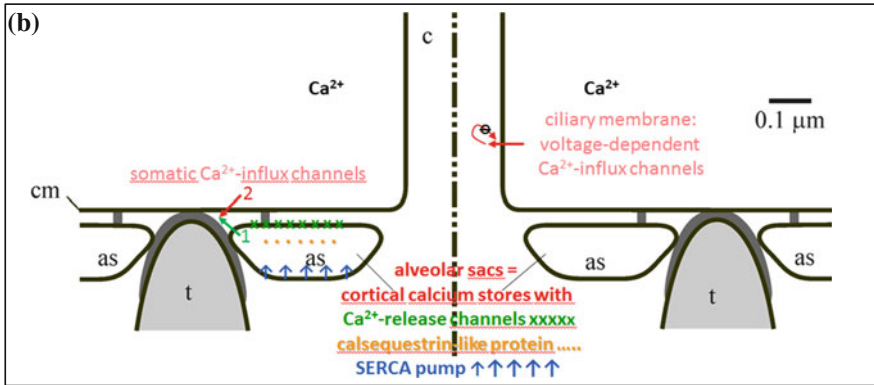 (b)
c
Ca²⁺
Ca²⁺
0.1 μm
ciliary membrane:
voltage-dependent
Ca²⁺-influx channels
somatic Ca²⁺-influx channels
cm
2
1
as
as
as
as
t
t
alveolar sacs =
cortical calcium stores with
Ca²⁺-release channels xxxxx
calsequestrin-like protein .....
SERCA pump ↑↑↑↑↑